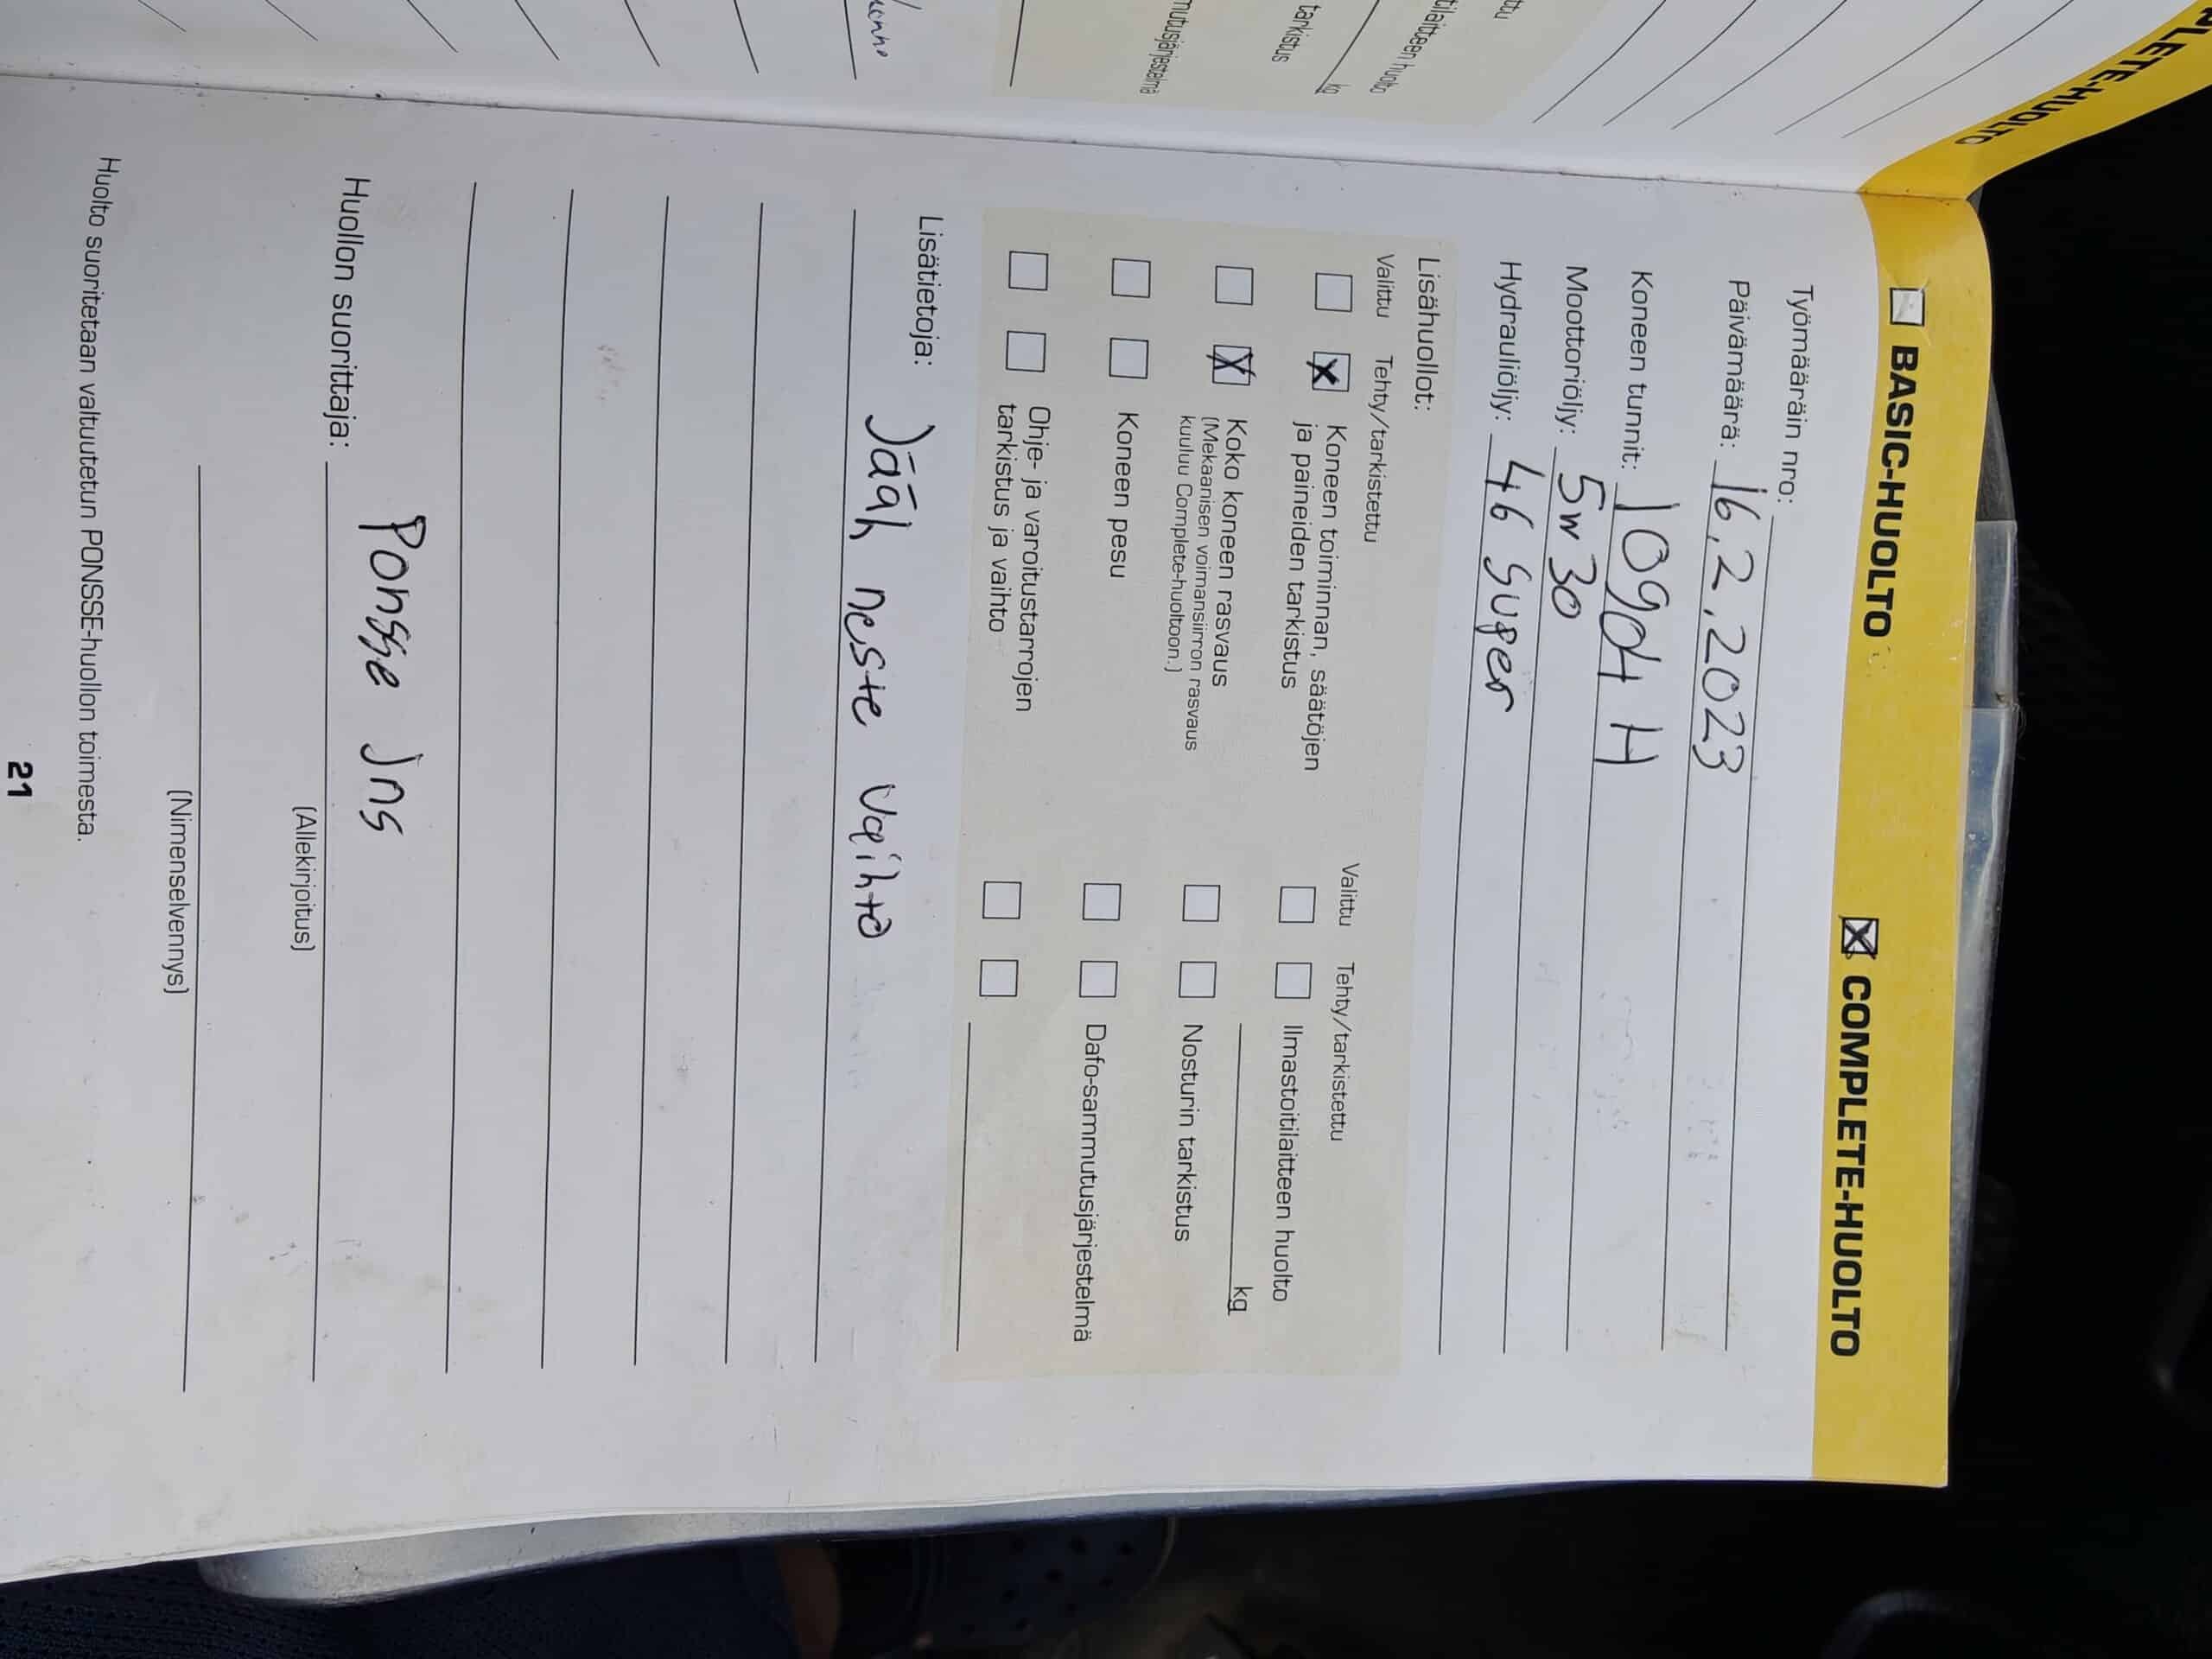 BASIC-HUOLTO COMPLETE-HUOLTO
Työmääräin nro:
Päivämäärä: 16.2.2023
Koneen tunnit: H
Moottoriöljy: 5w30
Hydrauliöljy: 46 Super
Lisähuollot:
Valittu Tehty/tarkistettu Valittu Tehty/tarkistettu
Koneen toiminnan, säätöjen
ja paineiden tarkistus
Ilmastoitilaitteen huolto
kg
Koko koneen rasvaus
(Mekaanisen voimansiirron rasvaus
kuuluu Complete-huoltoon.)
Nosturin tarkistus
Koneen pesu
Dafo-sammutusjärjestelmä
Ohje- ja varoitustarrojen
tarkistus ja vaihto
Lisätietoja: Jääh neste vaihto
Huollon suorittaja: Ponsse Jns
(Allekirjoitus)
(Nimenselvennys)
Huolto suoritetaan valtuutetun PONSSE-huollon toimesta.
21